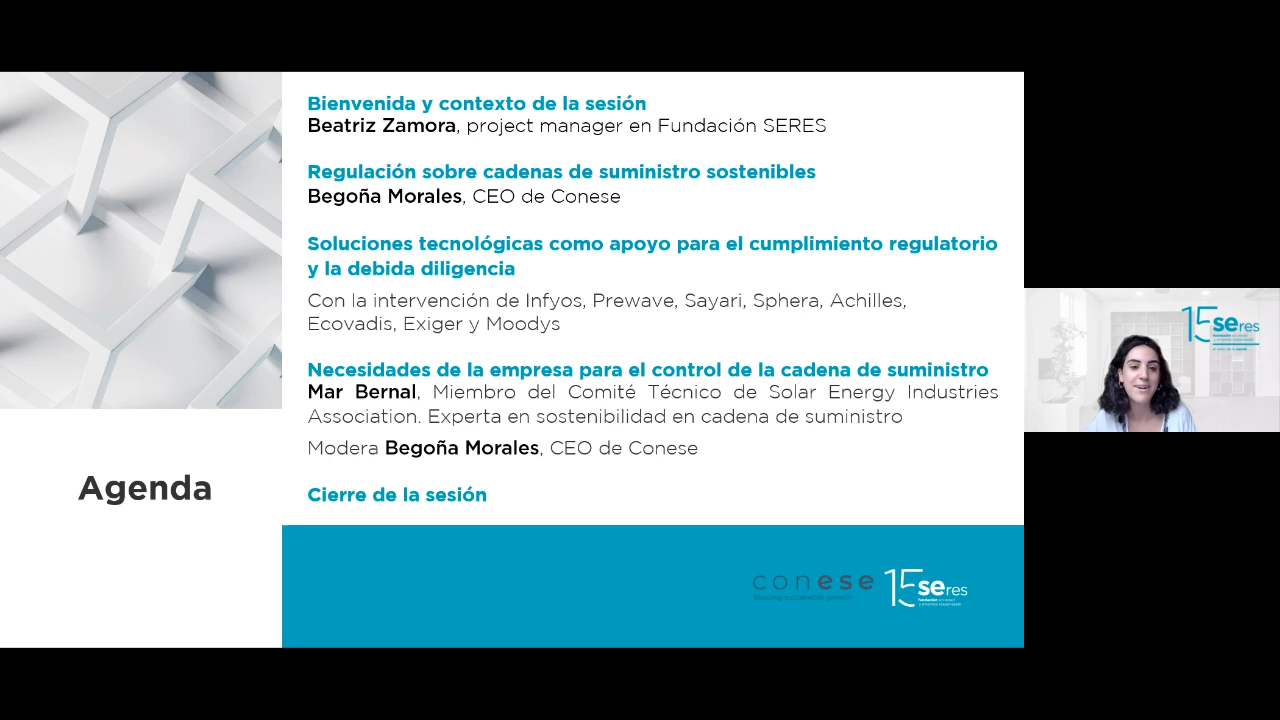 Bienvenida y contexto de la sesión
Beatriz Zamora, project manager en Fundación SERES
Regulación sobre cadenas de suministro sostenibles
Begoña Morales, CEO de Conese
Soluciones tecnológicas como apoyo para el cumplimiento regulatorio
y la debida diligencia
Con la intervención de Infyos, Prewave, Sayari, Sphera, Achilles,
Ecovadis, Exiger y Moodys
Necesidades de la empresa para el control de la cadena de suministro
Mar Bernal, Miembro del Comité Técnico de Solar Energy Industries
Association. Experta en sostenibilidad en cadena de suministro
Modera Begoña Morales, CEO de Conese
Cierre de la sesión
Agenda
conese
15 seres
15 seres